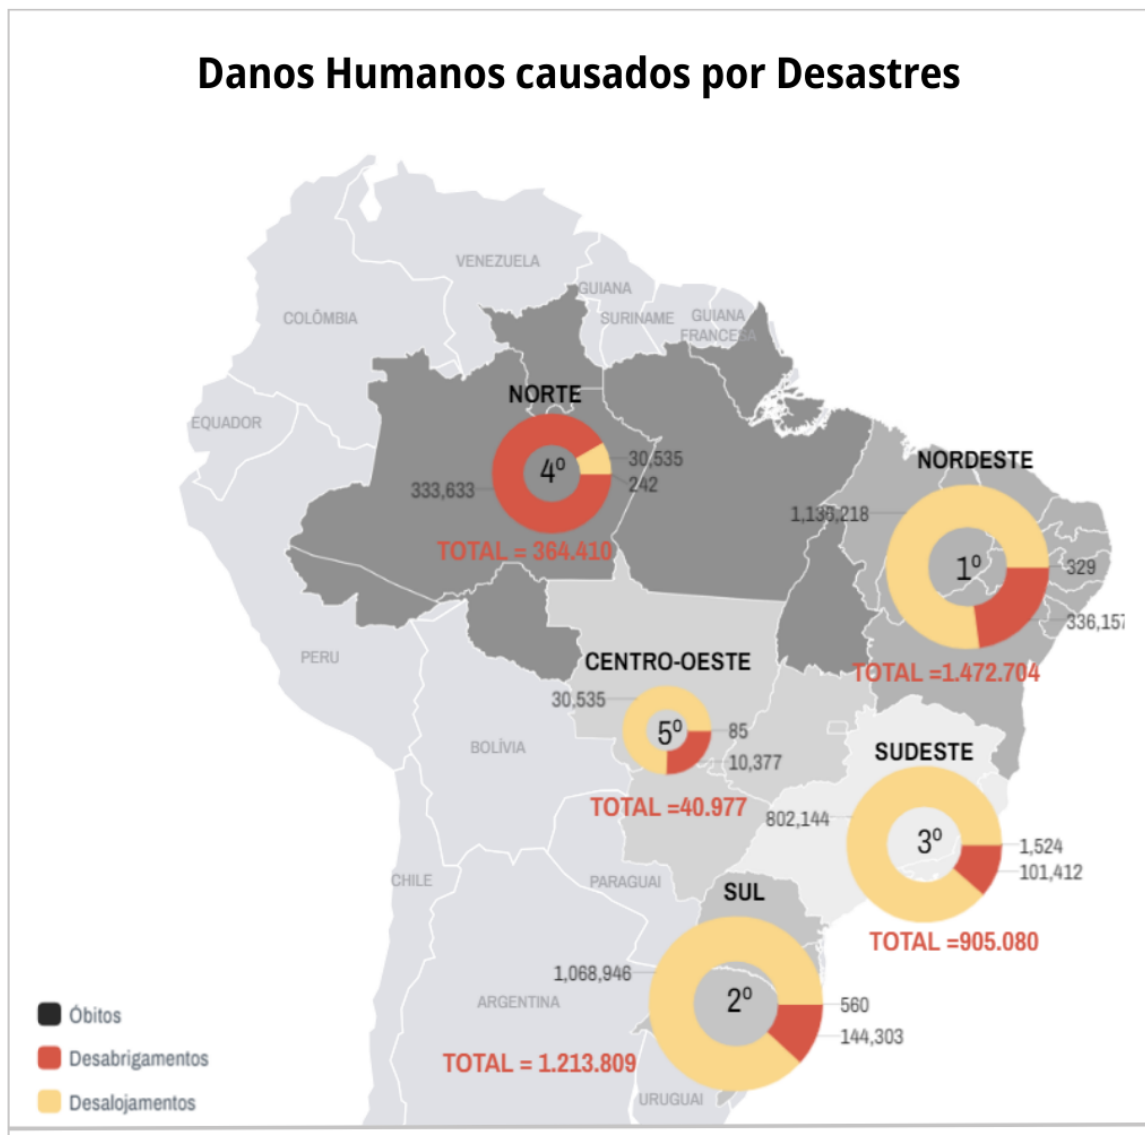 Danos Humanos causados por Desastres
VENEZUELA
GUIANA
COLÔMBIA
SURINAME
GUIANA
FRANCESA
NORTE
EQUADOR
4º
30,535
333,633
242
TOTAL = 364.410
NORDESTE
1º
329
TOTAL =1.472.704
PERU
CENTRO-OESTE
30,535
5º
85
10,377
TOTAL =40.977
BOLÍVIA
SUDESTE
802,144
3º
1,524
101,412
TOTAL =905.080
CHILE
PARAGUAI
SUL
1,068,946
2º
560
144,303
ARGENTINA
TOTAL = 1.213.809
URUGUAI
Óbitos
Desabrigamentos
Desalojamentos